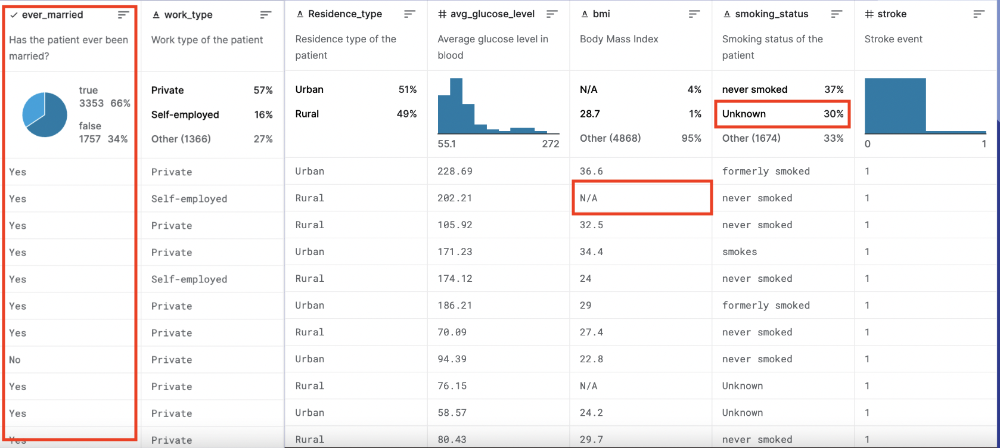 ever_married
work_type
Residence_type
avg_glucose_level
bmi
smoking_status
stroke
Has the patient ever been
married?
Work type of the patient
Residence type of the
patient
Average glucose level in
blood
Body Mass Index
Smoking status of the
patient
Stroke event
true
3353 66%
false
1757 34%
Private 57%
Self-employed 16%
Other (1366) 27%
Urban 51%
Rural 49%
55.1 272
N/A 4%
28.7 1%
Other (4868) 95%
never smoked 37%
Unknown 30%
Other (1674) 33%
0 1
Yes Private Urban 228.69 36.6 formerly smoked 1
Yes Self-employed Rural 202.21 N/A never smoked 1
Yes Private Rural 105.92 32.5 never smoked 1
Yes Private Urban 171.23 34.4 smokes 1
Yes Self-employed Rural 174.12 24 never smoked 1
Yes Private Urban 186.21 29 formerly smoked 1
Yes Private Rural 70.09 27.4 never smoked 1
No Private Urban 94.39 22.8 never smoked 1
Yes Private Rural 76.15 N/A Unknown 1
Yes Private Urban 58.57 24.2 Unknown 1
Yes Private Rural 80.43 29.7 never smoked 1